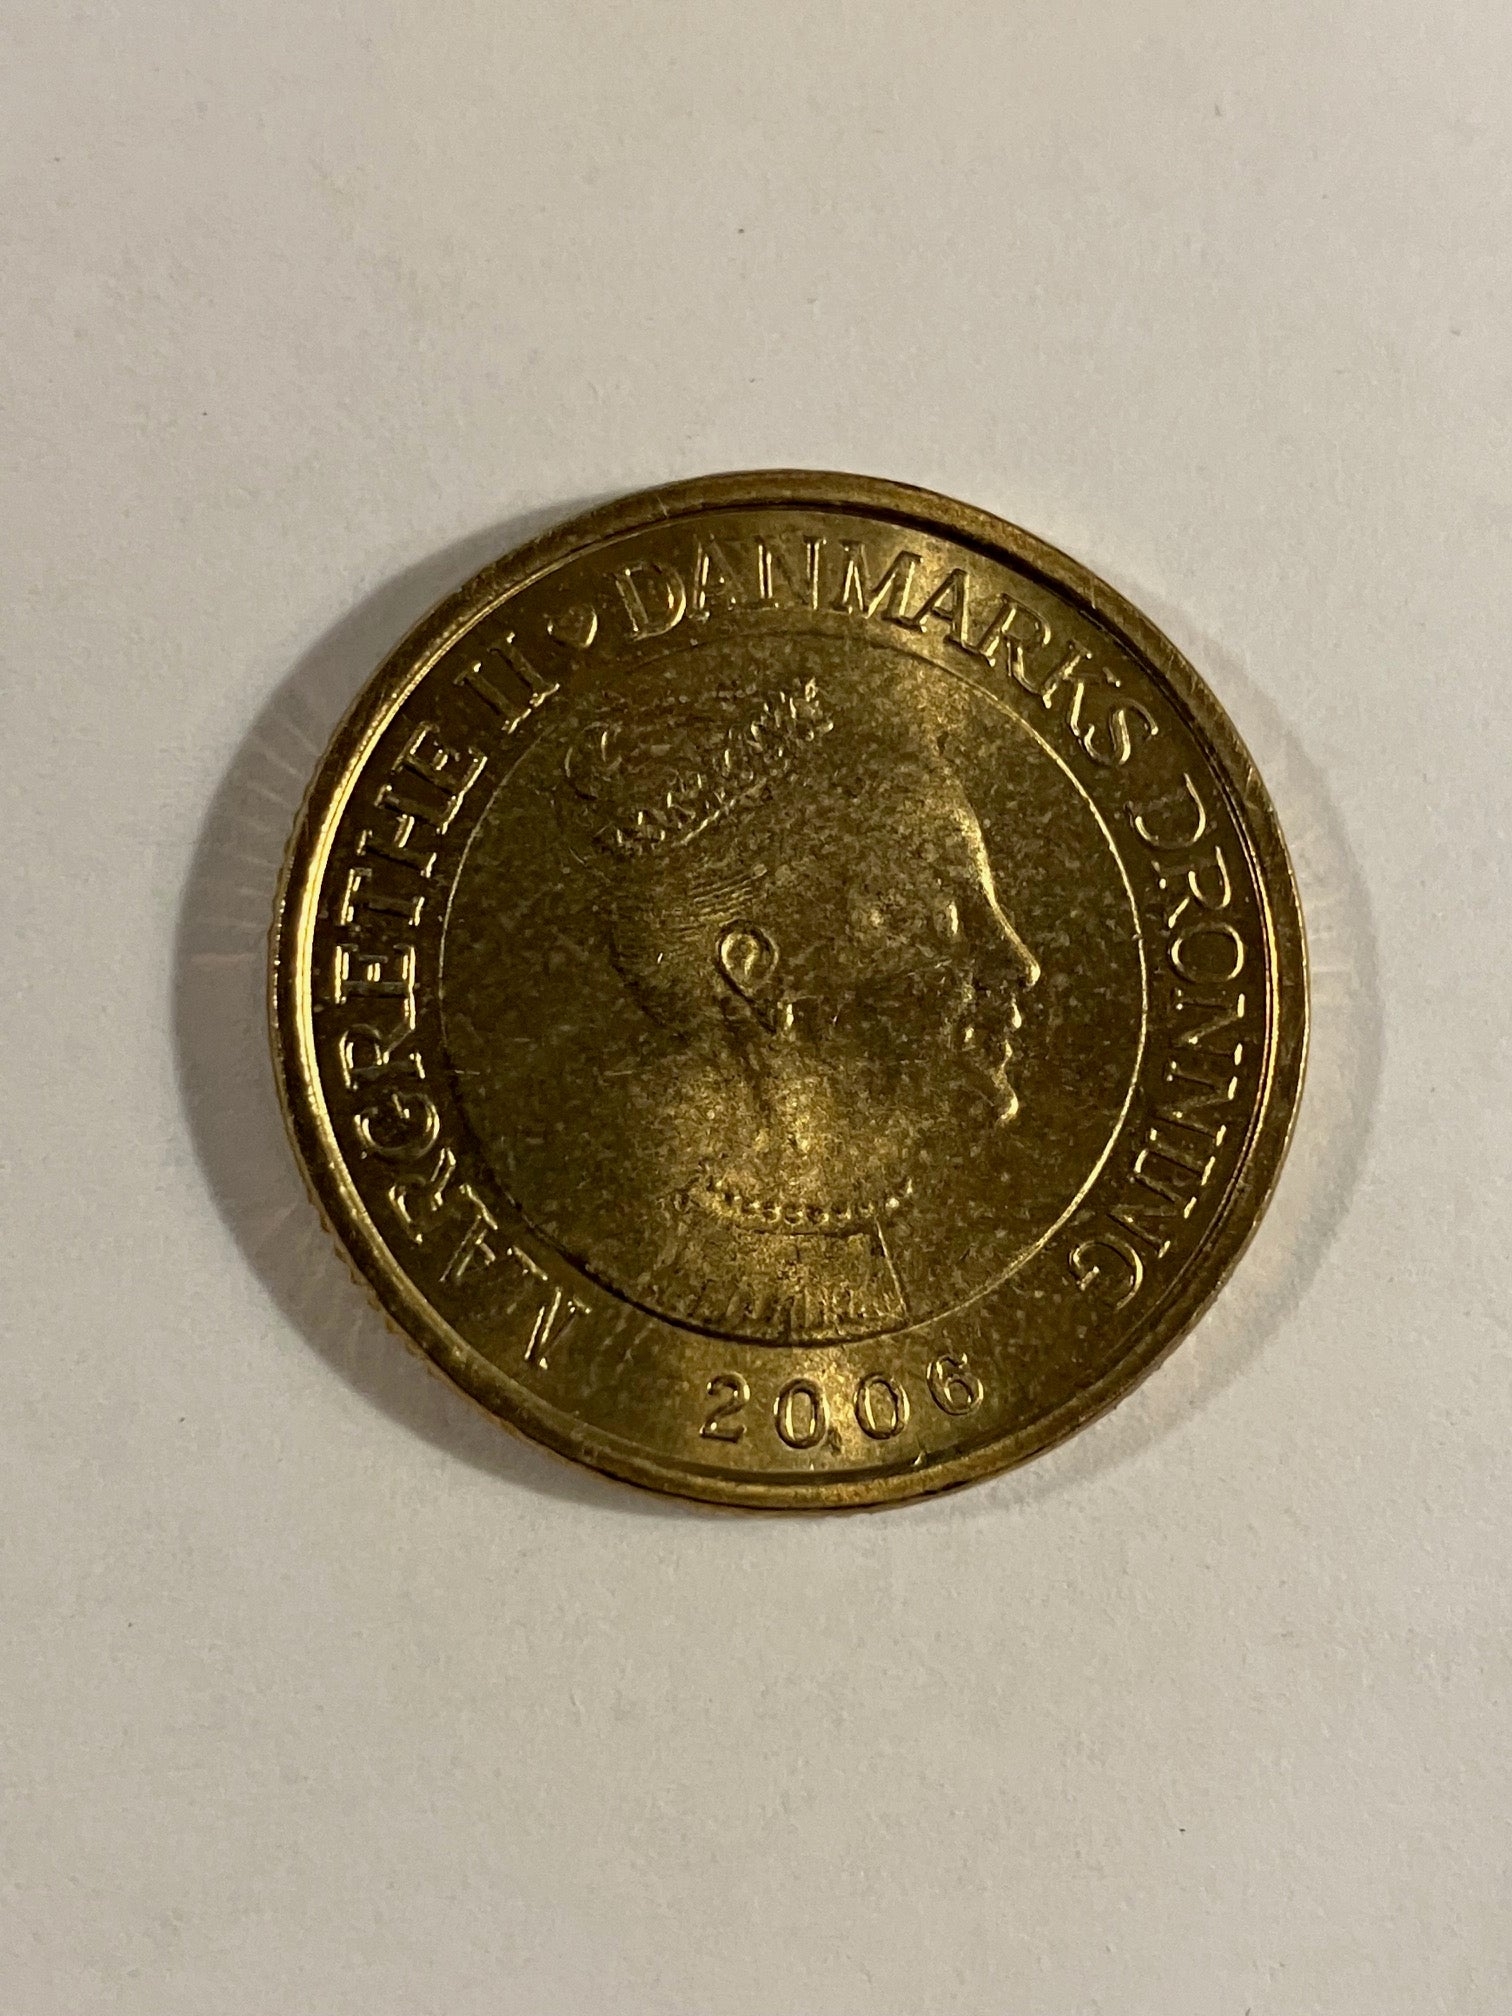 MARGRETHE II ♥ DANMARKS DRONNING
2006